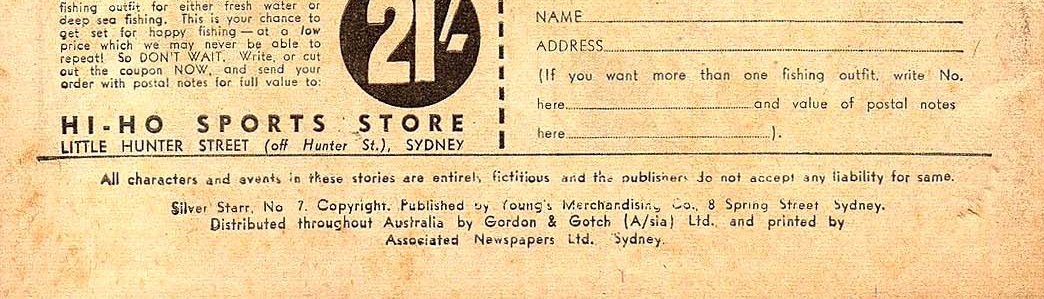 fishing outfit for either fresh water or
deep sea fishing. This is your chance to
get set for happy fishing — at a low
price which we may never be able to
repeat! So DON'T WAIT. Write, or cut
out the coupon NOW, and send your
order with postal notes for full value to:
21/-
HI-HO SPORTS STORE
LITTLE HUNTER STREET (off Hunter St.), SYDNEY
NAME
ADDRESS
(If you want more than one fishing outfit, write No.
here and value of postal notes
here ).
All characters and events in these stories are entirely fictitious and the publishers do not accept any liability for same.
Silver Starr, No 7. Copyright. Published by Young's Merchandising Co., 8 Spring Street Sydney.
Distributed throughout Australia by Gordon & Gotch (A/sia) Ltd., and printed by
Associated Newspapers Ltd. Sydney.